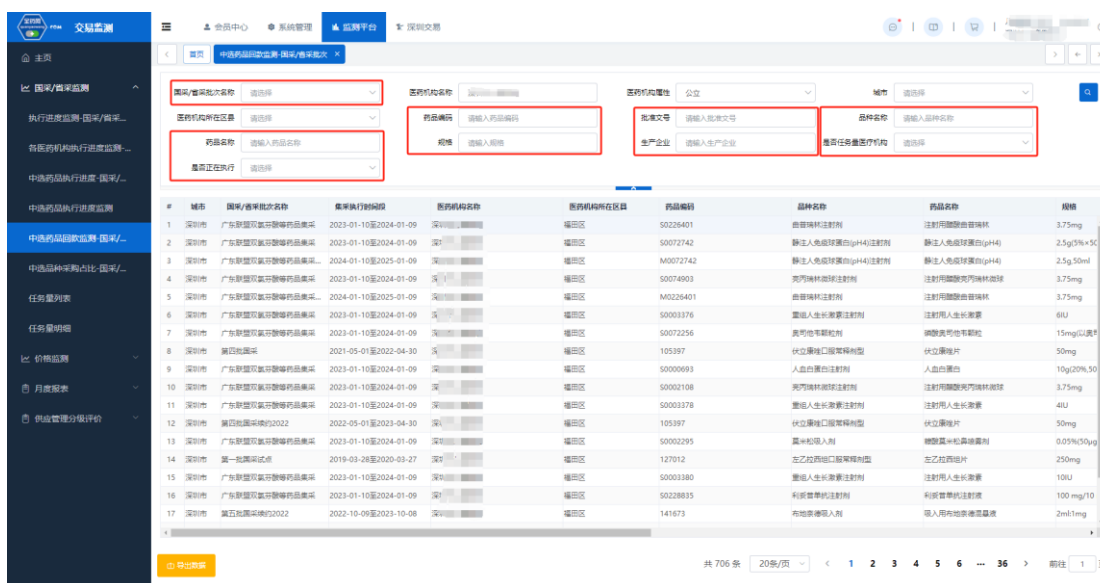 交易监测
会员中心
系统管理
监测平台
深圳交易
主页
国采/省采监测
执行进度监测-国采/省采...
各医药机构执行进度监测-...
中选药品执行进度-国采/...
中选药品执行进度监测
中选药品回款监测-国采/...
中选品种采购占比-国采/...
任务量列表
任务量明细
价格监测
月度报表
供应管理分级评价
首页
中选药品回款监测-国采/省采批次 ×
国采/省采批次名称 请选择
医药机构名称
医药机构属性 公立
城市 请选择
医药机构所在区县 请选择
药品编码 请输入药品编码
批准文号 请输入批准文号
品种名称 请输入品种名称
药品名称 请输入药品名称
规格 请输入规格
生产企业 请输入生产企业
是否任务量医疗机构 请选择
是否正在执行 请选择
# 城市 国采/省采批次名称 集采执行时间段 医药机构名称 医药机构所在区县 药品编码 品种名称 药品名称 规格
1 深圳市 广东联盟双氯芬酸等药品集采 2023-01-10至2024-01-09 福田区 S0226401 曲普瑞林注射剂 注射用醋酸曲普瑞林 3.75mg
2 深圳市 广东联盟双氯芬酸等药品集采 2023-01-10至2024-01-09 深 福田区 S0072742 静注人免疫球蛋白(pH4)注射剂 静注人免疫球蛋白(pH4) 2.5g(5%×50
3 深圳市 广东联盟双氯芬酸等药品集采... 2024-01-10至2025-01-09 福田区 M0072742 静注人免疫球蛋白(pH4)注射剂 静注人免疫球蛋白(pH4) 2.5g,50ml
4 深圳市 广东联盟双氯芬酸等药品集采 2023-01-10至2024-01-09 福田区 S0074903 亮丙瑞林微球注射剂 注射用醋酸亮丙瑞林微球 3.75mg
5 深圳市 广东联盟双氯芬酸等药品集采... 2024-01-10至2025-01-09 福田区 M0226401 曲普瑞林注射剂 注射用醋酸曲普瑞林 3.75mg
6 深圳市 广东联盟双氯芬酸等药品集采 2023-01-10至2024-01-09 福田区 S0003376 重组人生长激素注射剂 注射用人生长激素 6IU
7 深圳市 广东联盟双氯芬酸等药品集采 2023-01-10至2024-01-09 福田区 S0072256 奥司他韦颗粒剂 磷酸奥司他韦颗粒 15mg(以奥
8 深圳市 第四批国采 2021-05-01至2022-04-30 福田区 105397 伏立康唑口服常释剂型 伏立康唑片 50mg
9 深圳市 广东联盟双氯芬酸等药品集采 2023-01-10至2024-01-09 福田区 S0000693 人血白蛋白注射剂 人血白蛋白 10g(20%,50
10 深圳市 广东联盟双氯芬酸等药品集采 2023-01-10至2024-01-09 福田区 S0002108 亮丙瑞林微球注射剂 注射用醋酸亮丙瑞林微球 3.75mg
11 深圳市 广东联盟双氯芬酸等药品集采 2023-01-10至2024-01-09 福田区 S0003378 重组人生长激素注射剂 注射用人生长激素 4IU
12 深圳市 第四批国采续约2022 2022-05-01至2023-04-30 福田区 105397 伏立康唑口服常释剂型 伏立康唑片 50mg
13 深圳市 广东联盟双氯芬酸等药品集采 2023-01-10至2024-01-09 福田区 S0002295 莫米松吸入剂 糠酸莫米松鼻喷雾剂 0.05%(50μg
14 深圳市 第一批国采试点 2019-03-28至2020-03-27 深 福田区 127012 左乙拉西坦口服常释剂型 左乙拉西坦片 250mg
15 深圳市 广东联盟双氯芬酸等药品集采 2023-01-10至2024-01-09 福田区 S0003380 重组人生长激素注射剂 注射用人生长激素 10IU
16 深圳市 广东联盟双氯芬酸等药品集采 2023-01-10至2024-01-09 福田区 S0228835 利妥昔单抗注射剂 利妥昔单抗注射液 100 mg/10
17 深圳市 第五批国采续约2022 2022-10-09至2023-10-08 福田区 141673 布地奈德吸入剂 吸入用布地奈德混悬液 2ml:1mg
导出数据
共 706 条 20条/页 < 1 2 3 4 5 6 ... 36 > 前往 1